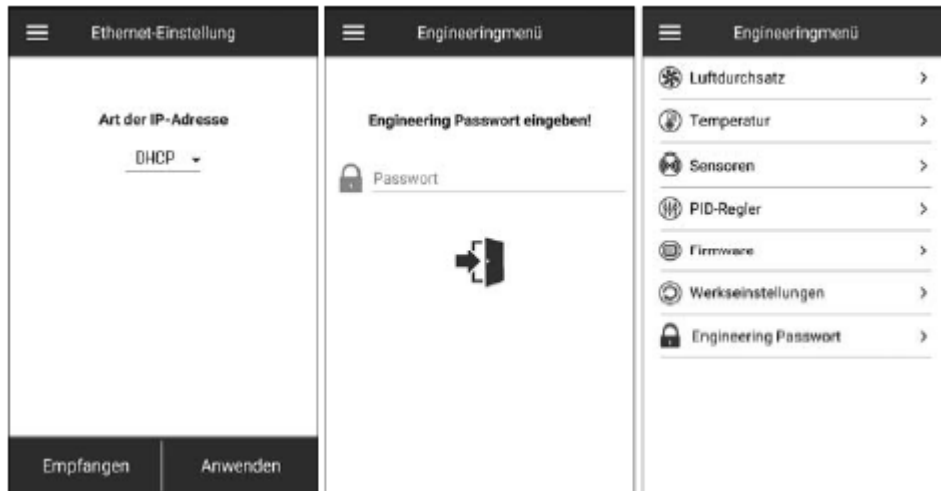 Ethernet-Einstellung
Art der IP-Adresse
DHCP
Empfangen
Anwenden
Engineeringmenü
Engineering Passwort eingeben!
Passwort
Engineeringmenü
Luftdurchsatz
Temperatur
Sensoren
PID-Regler
Firmware
Werkseinstellungen
Engineering Passwort